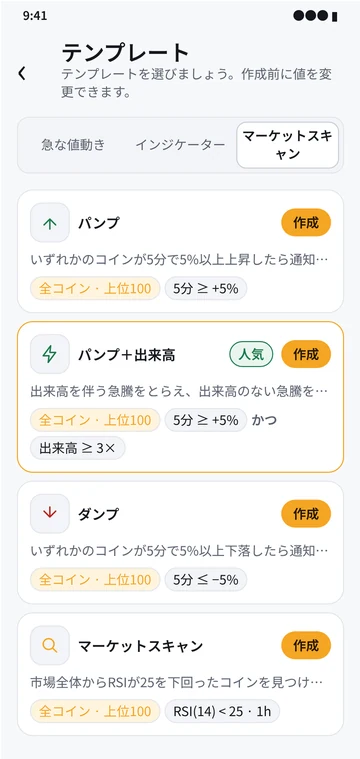 9:41
テンプレート
テンプレートを選びましょう。作成前に値を変
更できます。
急な値動き
インジケーター
マーケットスキ
ャン
パンプ
作成
いずれかのコインが5分で5%以上上昇したら通知…
全コイン · 上位100
5分 ≥ +5%
パンプ＋出来高
人気
作成
出来高を伴う急騰をとらえ、出来高のない急騰を…
全コイン · 上位100
5分 ≥ +5%
かつ
出来高 ≥ 3×
ダンプ
作成
いずれかのコインが5分で5%以上下落したら通知…
全コイン · 上位100
5分 ≤ −5%
マーケットスキャン
作成
市場全体からRSIが25を下回ったコインを見つけ…
全コイン · 上位100
RSI(14) < 25 · 1h